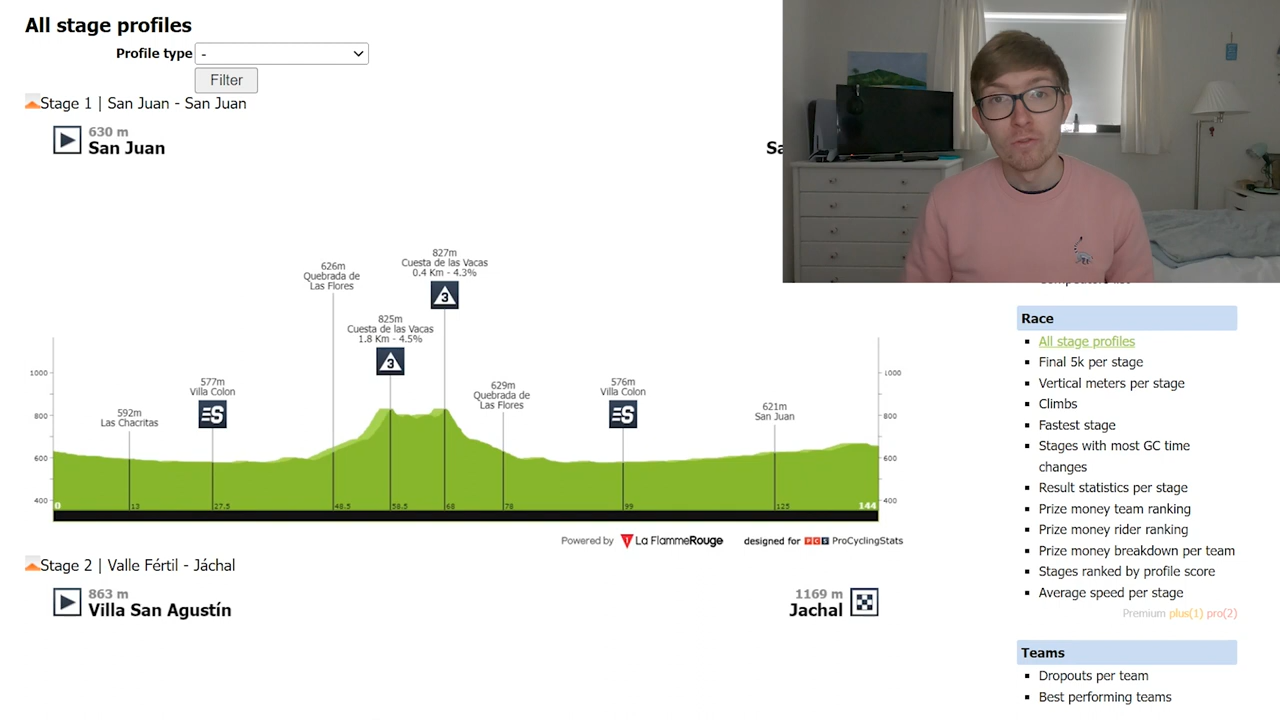 All stage profiles
Profile type
-
Filter
Stage 1 | San Juan - San Juan
630 m
San Juan
Sa
827m
Cuesta de las Vacas
0.4 Km - 4.3%
3
626m
Quebrada de
Las Flores
825m
Cuesta de las Vacas
1.8 Km - 4.5%
3
577m
Villa Colon
S
592m
Las Chacritas
629m
Quebrada de
Las Flores
576m
Villa Colon
S
621m
San Juan
1000
800
600
400
1000
800
600
400
0
13
27.5
48.5
58.5
68
78
99
125
144
Powered by La FlammeRouge
designed for PCS ProCyclingStats
Stage 2 | Valle Fértil - Jáchal
863 m
Villa San Agustín
1169 m
Jachal
Race
All stage profiles
Final 5k per stage
Vertical meters per stage
Climbs
Fastest stage
Stages with most GC time
changes
Result statistics per stage
Prize money team ranking
Prize money rider ranking
Prize money breakdown per team
Stages ranked by profile score
Average speed per stage
Premium plus(1) pro(2)
Teams
Dropouts per team
Best performing teams